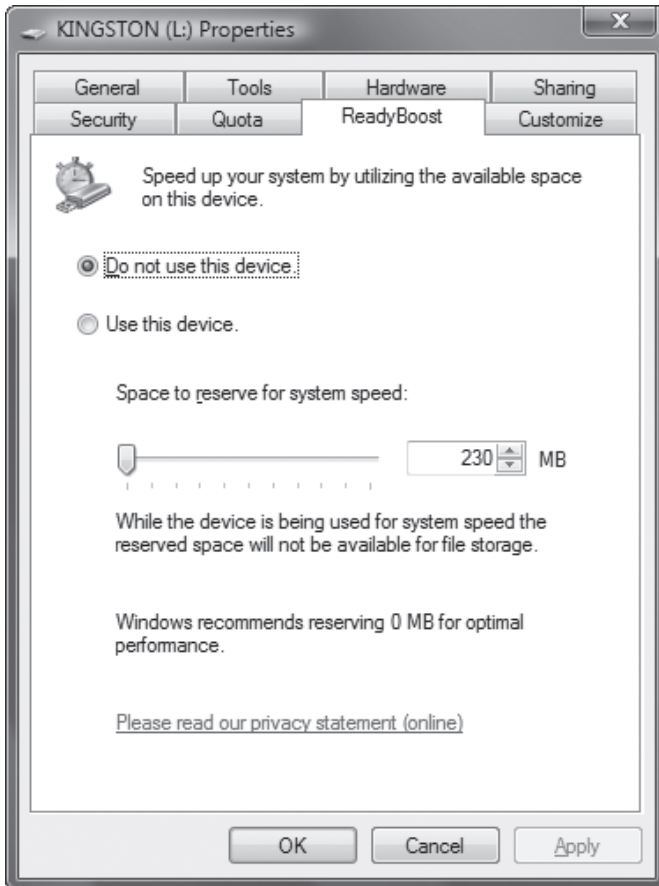 KINGSTON (L:) Properties
General Tools Hardware Sharing
Security Quota ReadyBoost Customize
Speed up your system by utilizing the available space
on this device.
Do not use this device.
Use this device.
Space to reserve for system speed:
230 MB
While the device is being used for system speed the
reserved space will not be available for file storage.
Windows recommends reserving 0 MB for optimal
performance.
Please read our privacy statement (online)
OK Cancel Apply